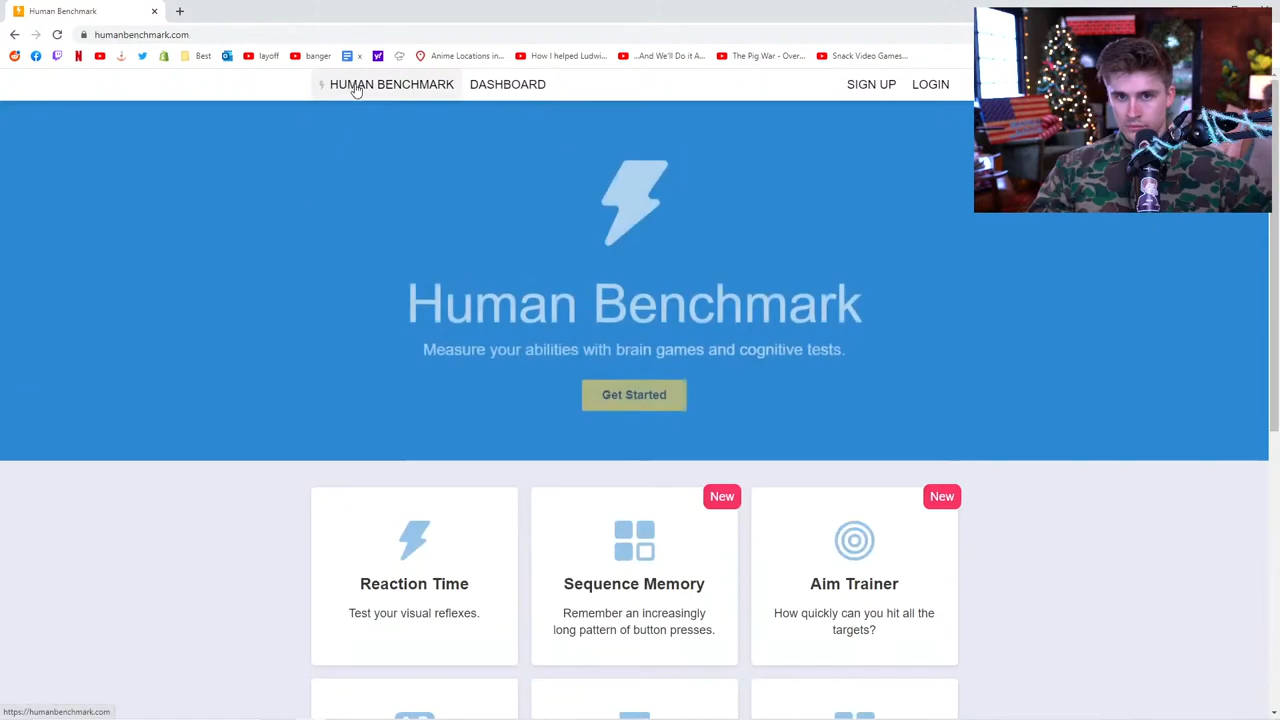 Human Benchmark
humanbenchmark.com
Best
layoff
banger
x
Anime Locations in...
How I helped Ludwi...
...And We'll Do it A...
The Pig War - Over...
Snack Video Games...
HUMAN BENCHMARK
DASHBOARD
SIGN UP
LOGIN
Human Benchmark
Measure your abilities with brain games and cognitive tests.
Get Started
New
New
Reaction Time
Test your visual reflexes.
Sequence Memory
Remember an increasingly
long pattern of button presses.
Aim Trainer
How quickly can you hit all the
targets?
https://humanbenchmark.com